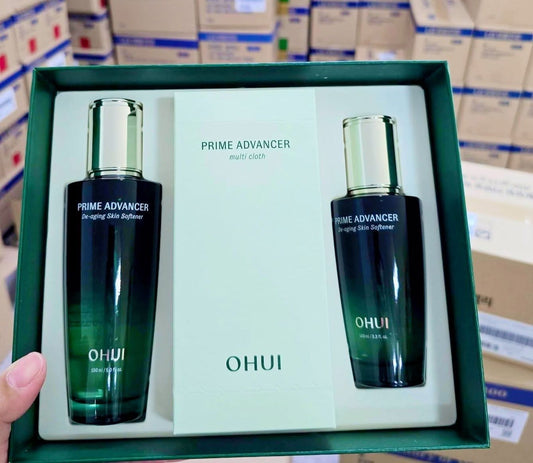 PRIME ADVANCER
De-aging Skin Softener
OHUI
PRIME ADVANCER
multi cloth
OHUI
PRIME ADVANCER
De-aging Skin Softener
OHUI